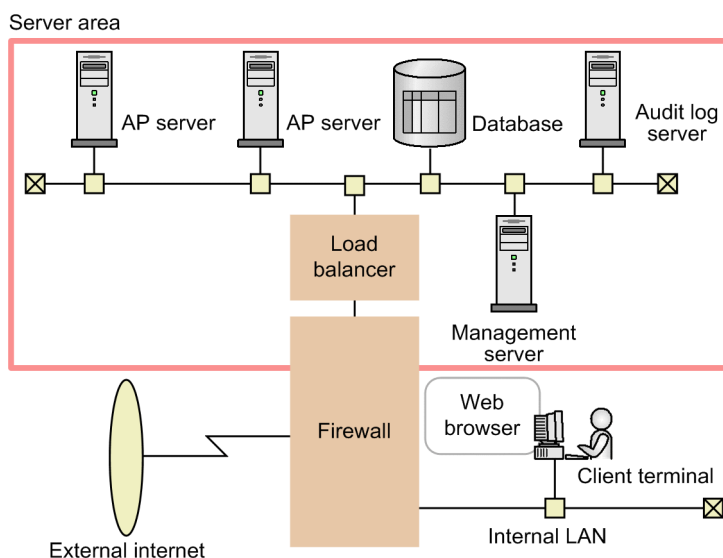 Server area
AP server
AP server
Database
Audit log
server
Load
balancer
Management
server
Web
browser
Firewall
Client terminal
Internal LAN
External internet